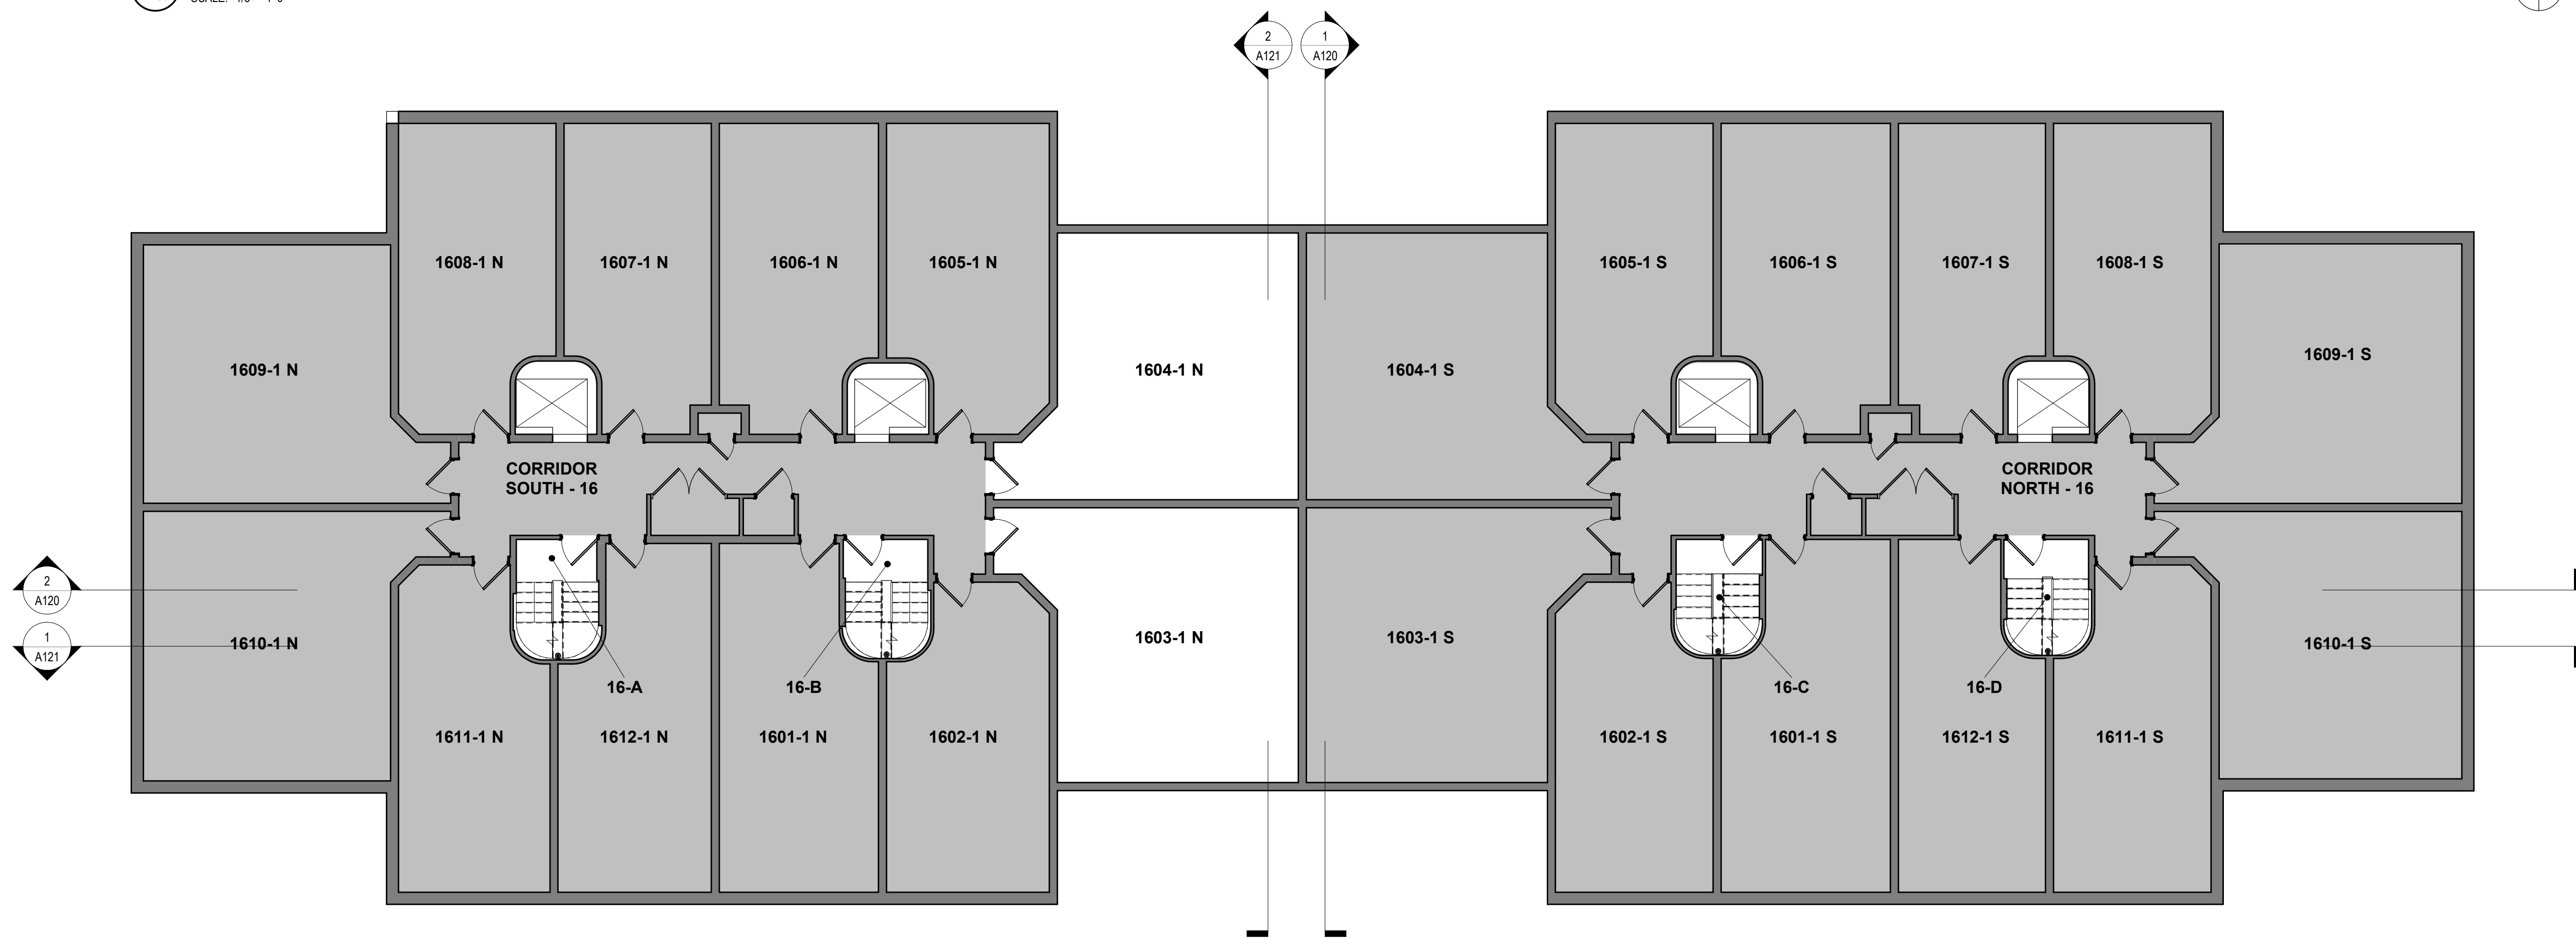 2
A121
1
A120
1608-1 N
1607-1 N
1606-1 N
1605-1 N
1605-1 S
1606-1 S
1607-1 S
1608-1 S
1609-1 N
1604-1 N
1604-1 S
1609-1 S
CORRIDOR
SOUTH - 16
CORRIDOR
NORTH - 16
2
A120
1
A121
1610-1 N
1603-1 N
1603-1 S
1610-1 S
16-A
16-B
16-C
16-D
1611-1 N
1612-1 N
1601-1 N
1602-1 N
1602-1 S
1601-1 S
1612-1 S
1611-1 S